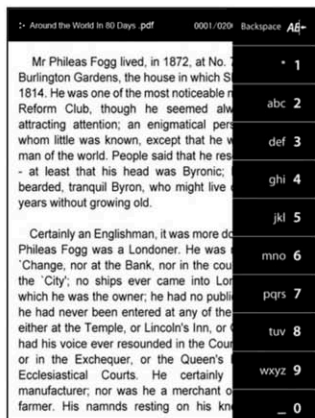 Around the World In 80 Days .pdf 0001/020 Backspace AB
Mr Phileas Fogg lived, in 1872, at No.
Burlington Gardens, the house in which S
1814. He was one of the most noticeable
Reform Club, though he seemed alw
attracting attention; an enigmatical pers
whom little was known, except that he w
man of the world. People said that he res
- at least that his head was Byronic;
bearded, tranquil Byron, who might live
years without growing old.
Certainly an Englishman, it was more do
Phileas Fogg was a Londoner. He was
`Change, nor at the Bank, nor in the cou
the `City'; no ships ever came into Lon
which he was the owner; he had no publi
he had never been entered at any of the
either at the Temple, or Lincoln's Inn, or
had his voice ever resounded in the Cour
or in the Exchequer, or the Queen's
Ecclesiastical Courts. He certainly
manufacturer; nor was he a merchant o
farmer. His namnds resting on his kn
* 1
abc 2
def 3
ghi 4
jkl 5
mno 6
pqrs 7
tuv 8
wxyz 9
_ 0